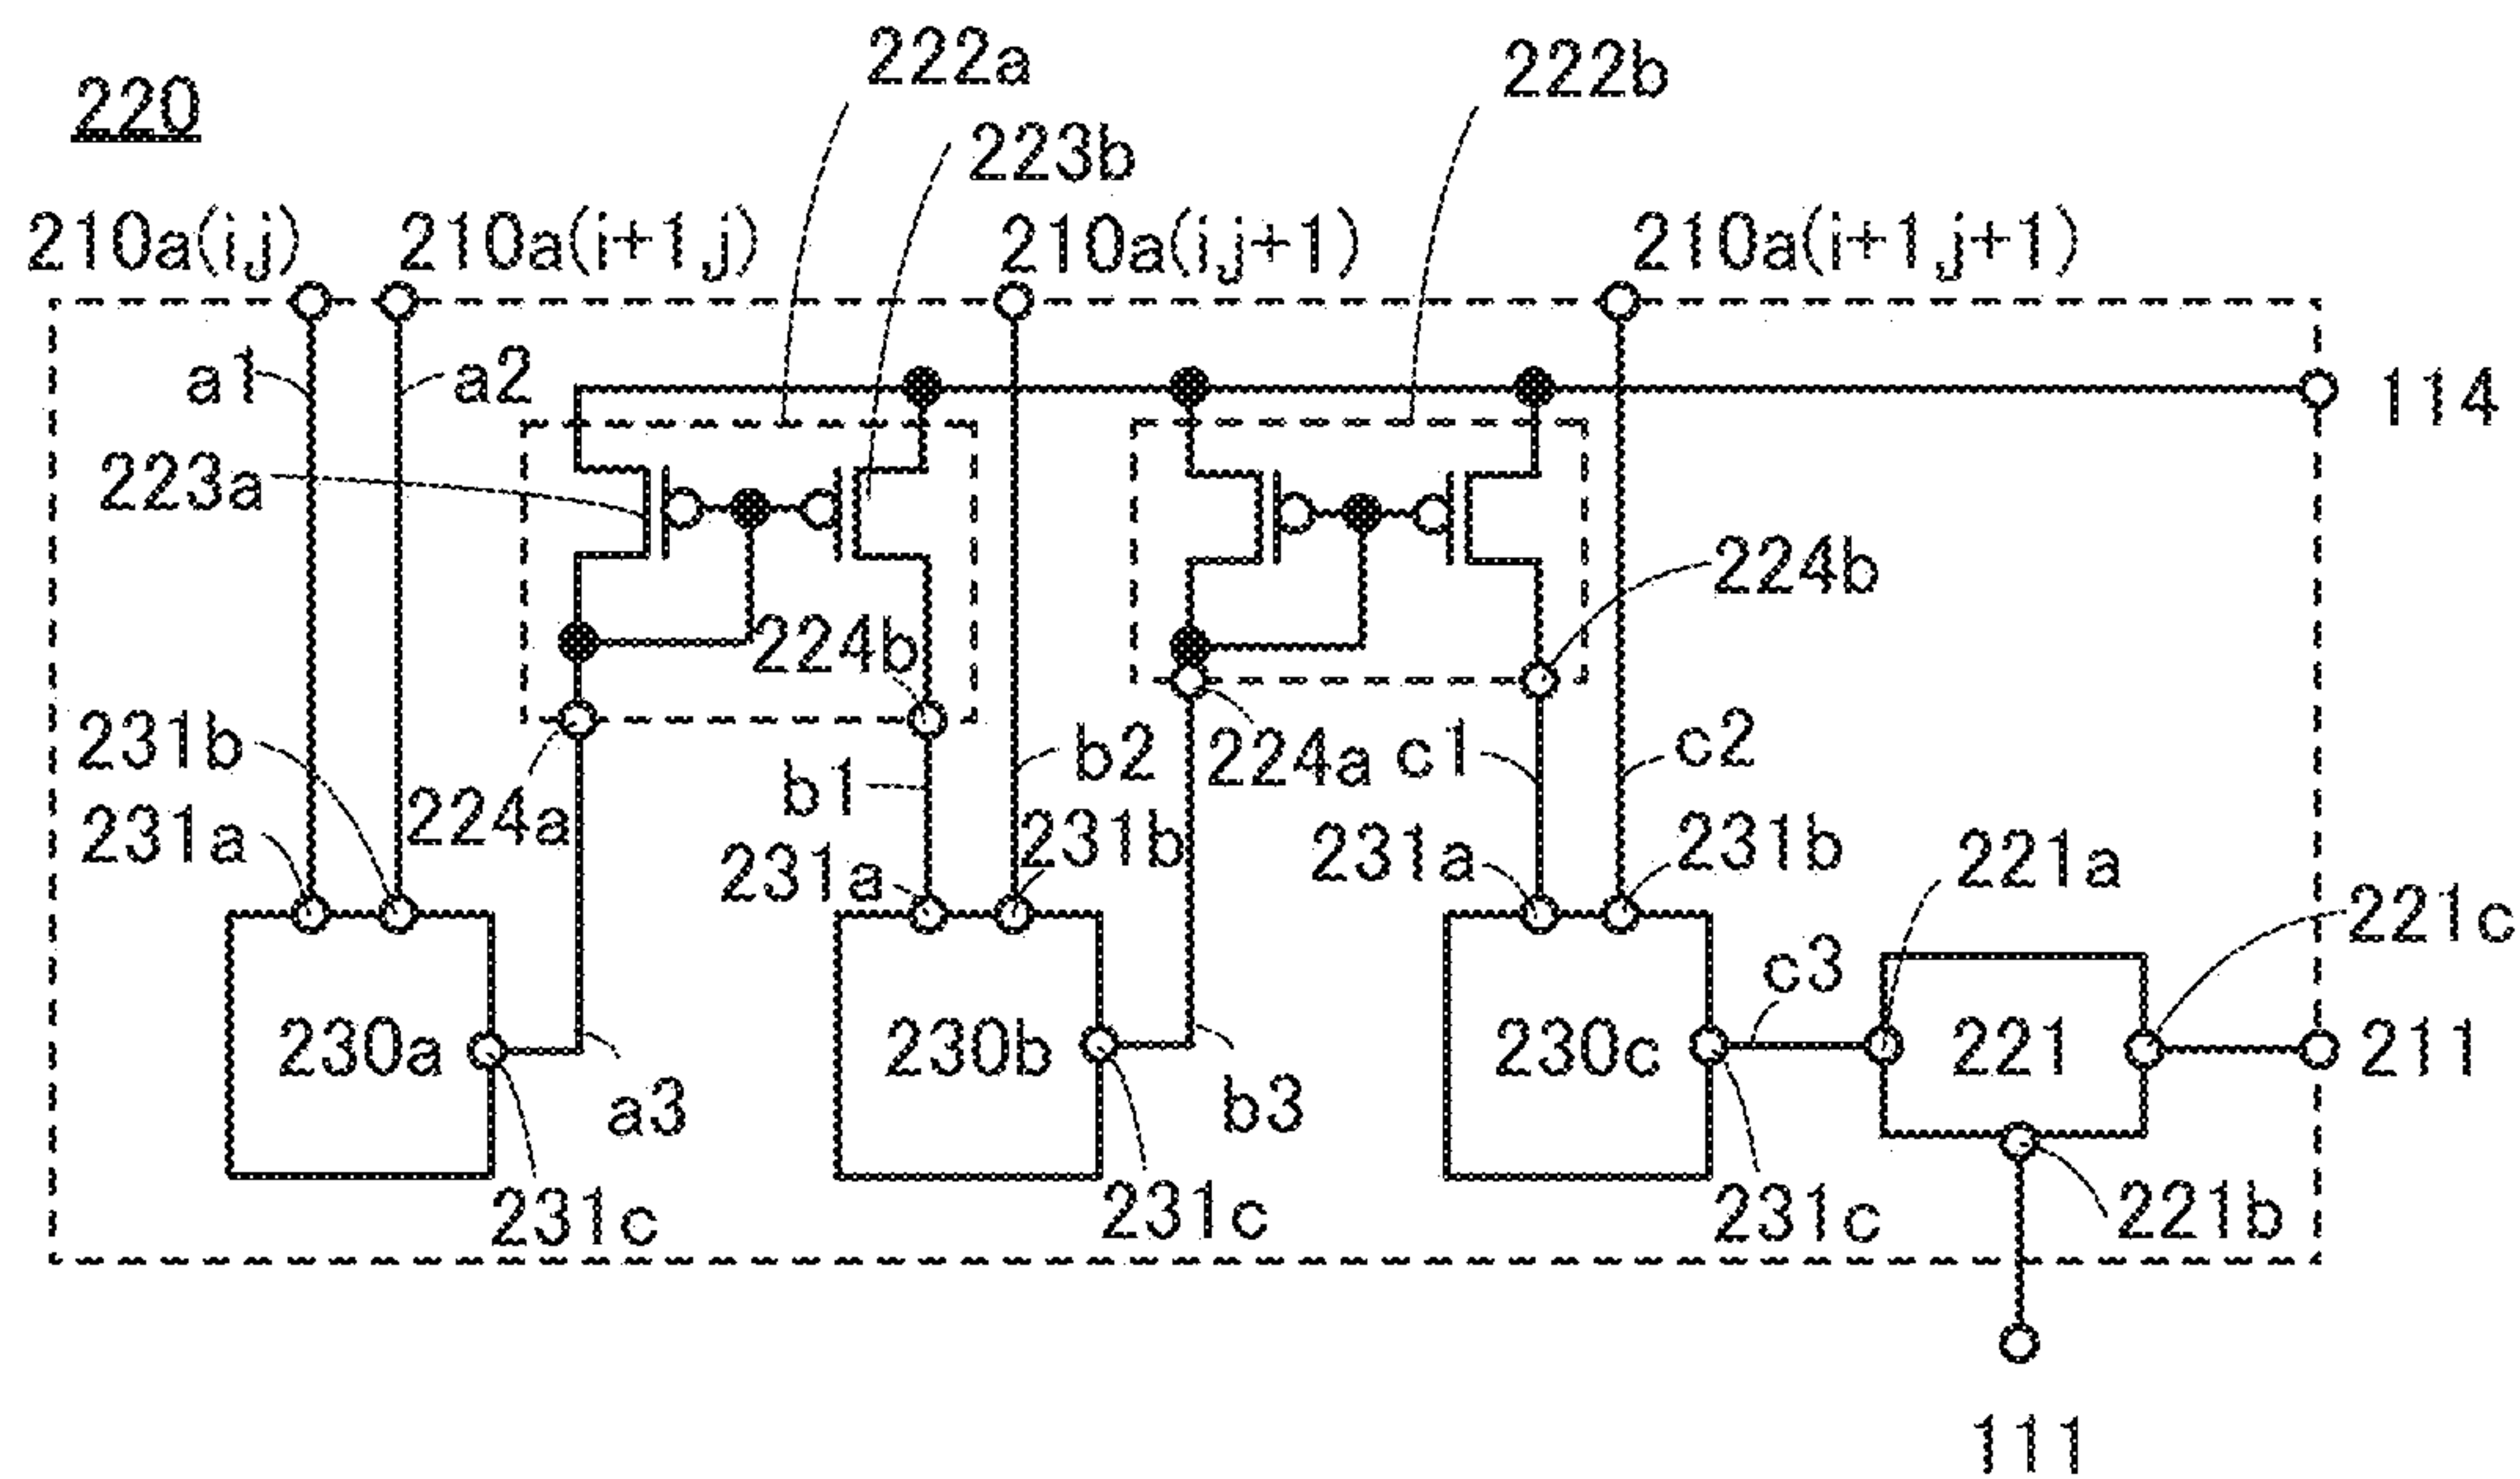 222a
222b
220
223b
210a(i,j)
210a(i+1,j)
210a(i,j+1)
210a(i+1,j+1)
a1
a2
114
223a
224b
224b
231b
b2
224a
c1
c2
b1
224a
231a
231b
231a
231b
231a
221a
221c
c3
230a
230b
230c
221
211
a3
b3
231c
231c
231c
221b
111